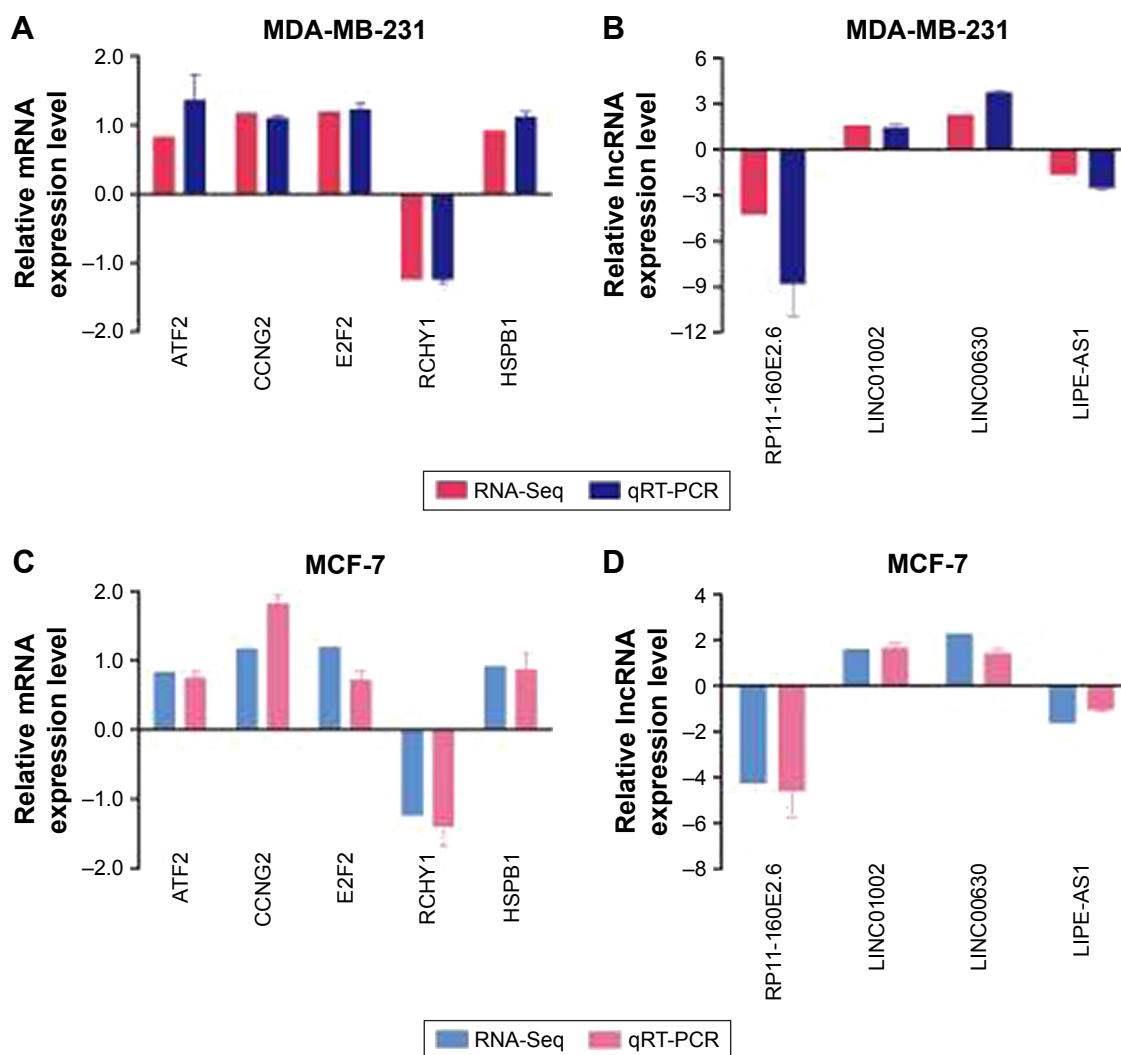 A
MDA-MB-231
Relative mRNA
expression level
2.0
1.0
0.0
–1.0
–2.0
ATF2
CCNG2
E2F2
RCHY1
HSPB1
B
MDA-MB-231
Relative lncRNA
expression level
6
3
0
–3
–6
–9
–12
RP11-160E2.6
LINC01002
LINC00630
LIPE-AS1
RNA-Seq qRT-PCR
C
MCF-7
Relative mRNA
expression level
2.0
1.0
0.0
–1.0
–2.0
ATF2
CCNG2
E2F2
RCHY1
HSPB1
D
MCF-7
Relative lncRNA
expression level
4
2
0
–2
–4
–6
–8
RP11-160E2.6
LINC01002
LINC00630
LIPE-AS1
RNA-Seq qRT-PCR